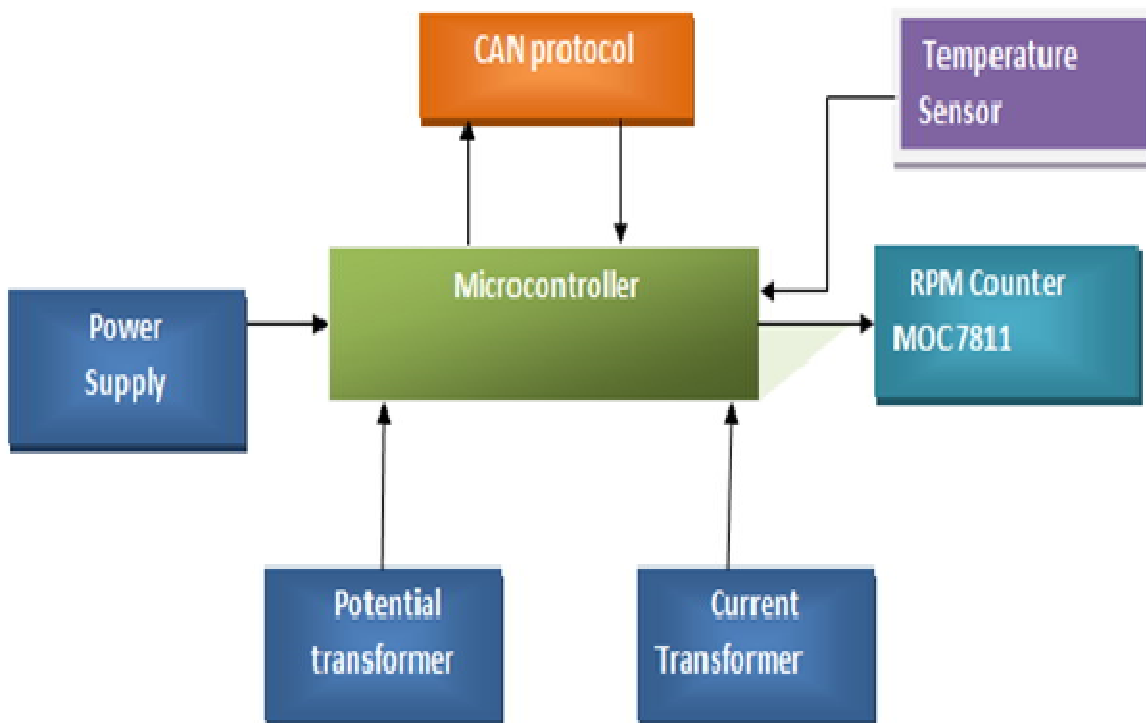 CAN protocol
Temperature
Sensor
Microcontroller
RPM Counter
MOC7811
Power
Supply
Potential
transformer
Current
Transformer